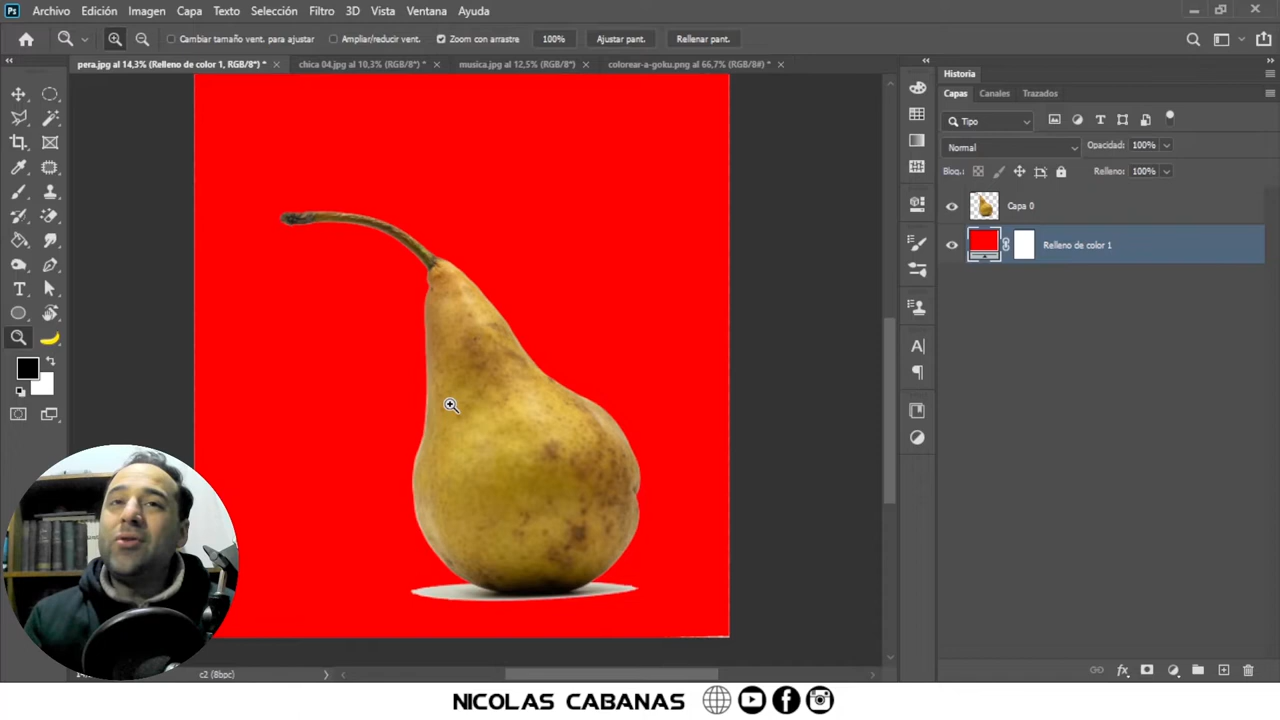 Ps Archivo Edición Imagen Capa Texto Selección Filtro 3D Vista Ventana Ayuda
Cambiar tamaño vent. para ajustar Ampliar/reducir vent. Zoom con arrastre 100% Ajustar pant. Rellenar pant.
pera.jpg al 14,3% (Relleno de color 1, RGB/8*) * × chica 04.jpg al 10,3% (RGB/8*) * × musica.jpg al 12,5% (RGB/8*) × colorear-a-goku.png al 66,7% (RGB/8#) * ×
Historia
Capas Canales Trazados
Tipo
Normal Opacidad: 100%
Bloq.: Relleno: 100%
Capa 0
Relleno de color 1
c2 (8bpc)
NICOLAS CABANAS